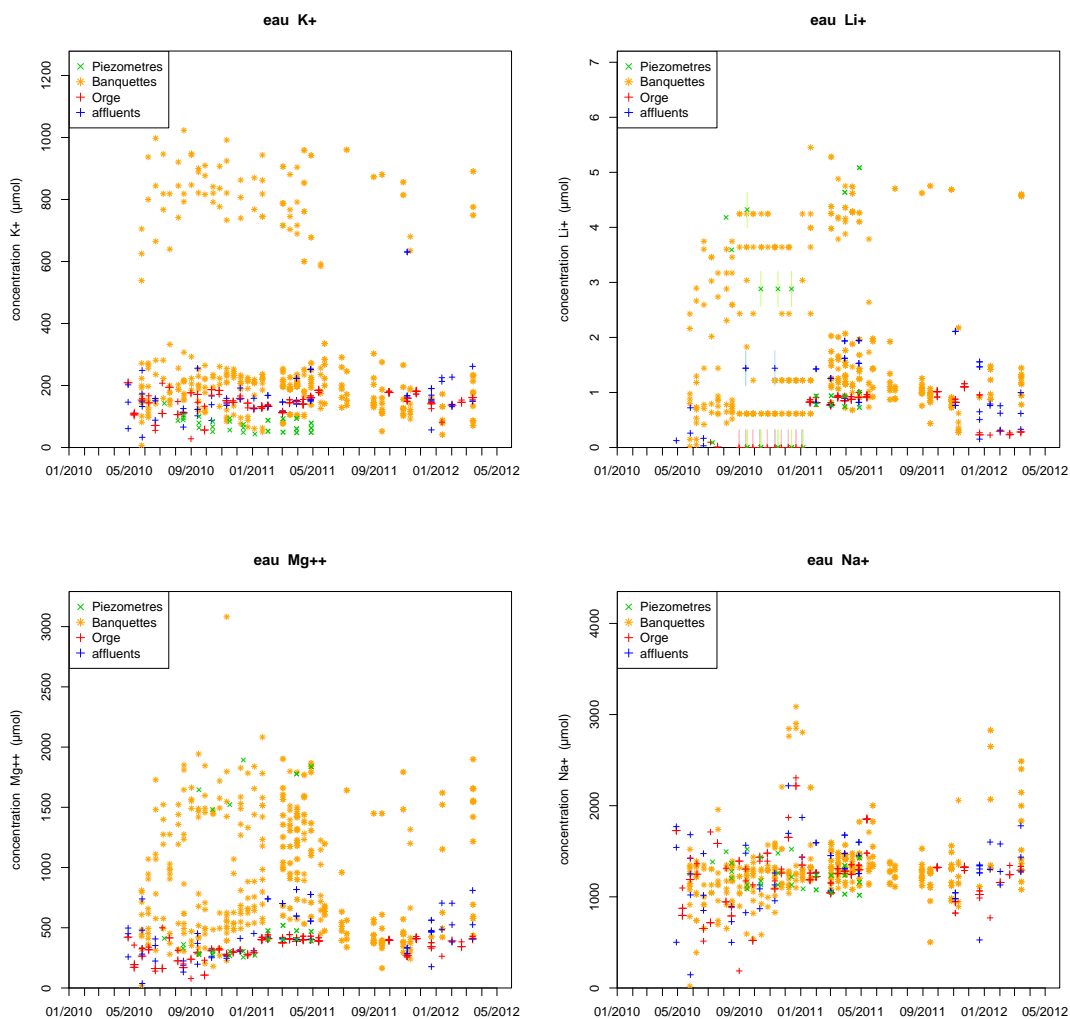 eau K+
concentration K+ (µmol)
1200
1000
800
600
400
200
0
Piezometres
Banquettes
Orge
affluents
01/2010 05/2010 09/2010 01/2011 05/2011 09/2011 01/2012 05/2012
eau Li+
concentration Li+ (µmol)
7
6
5
4
3
2
1
0
Piezometres
Banquettes
Orge
affluents
01/2010 05/2010 09/2010 01/2011 05/2011 09/2011 01/2012 05/2012
eau Mg++
concentration Mg++ (µmol)
3000
2500
2000
1500
1000
500
0
Piezometres
Banquettes
Orge
affluents
01/2010 05/2010 09/2010 01/2011 05/2011 09/2011 01/2012 05/2012
eau Na+
concentration Na+ (µmol)
4000
3000
2000
1000
0
Piezometres
Banquettes
Orge
affluents
01/2010 05/2010 09/2010 01/2011 05/2011 09/2011 01/2012 05/2012